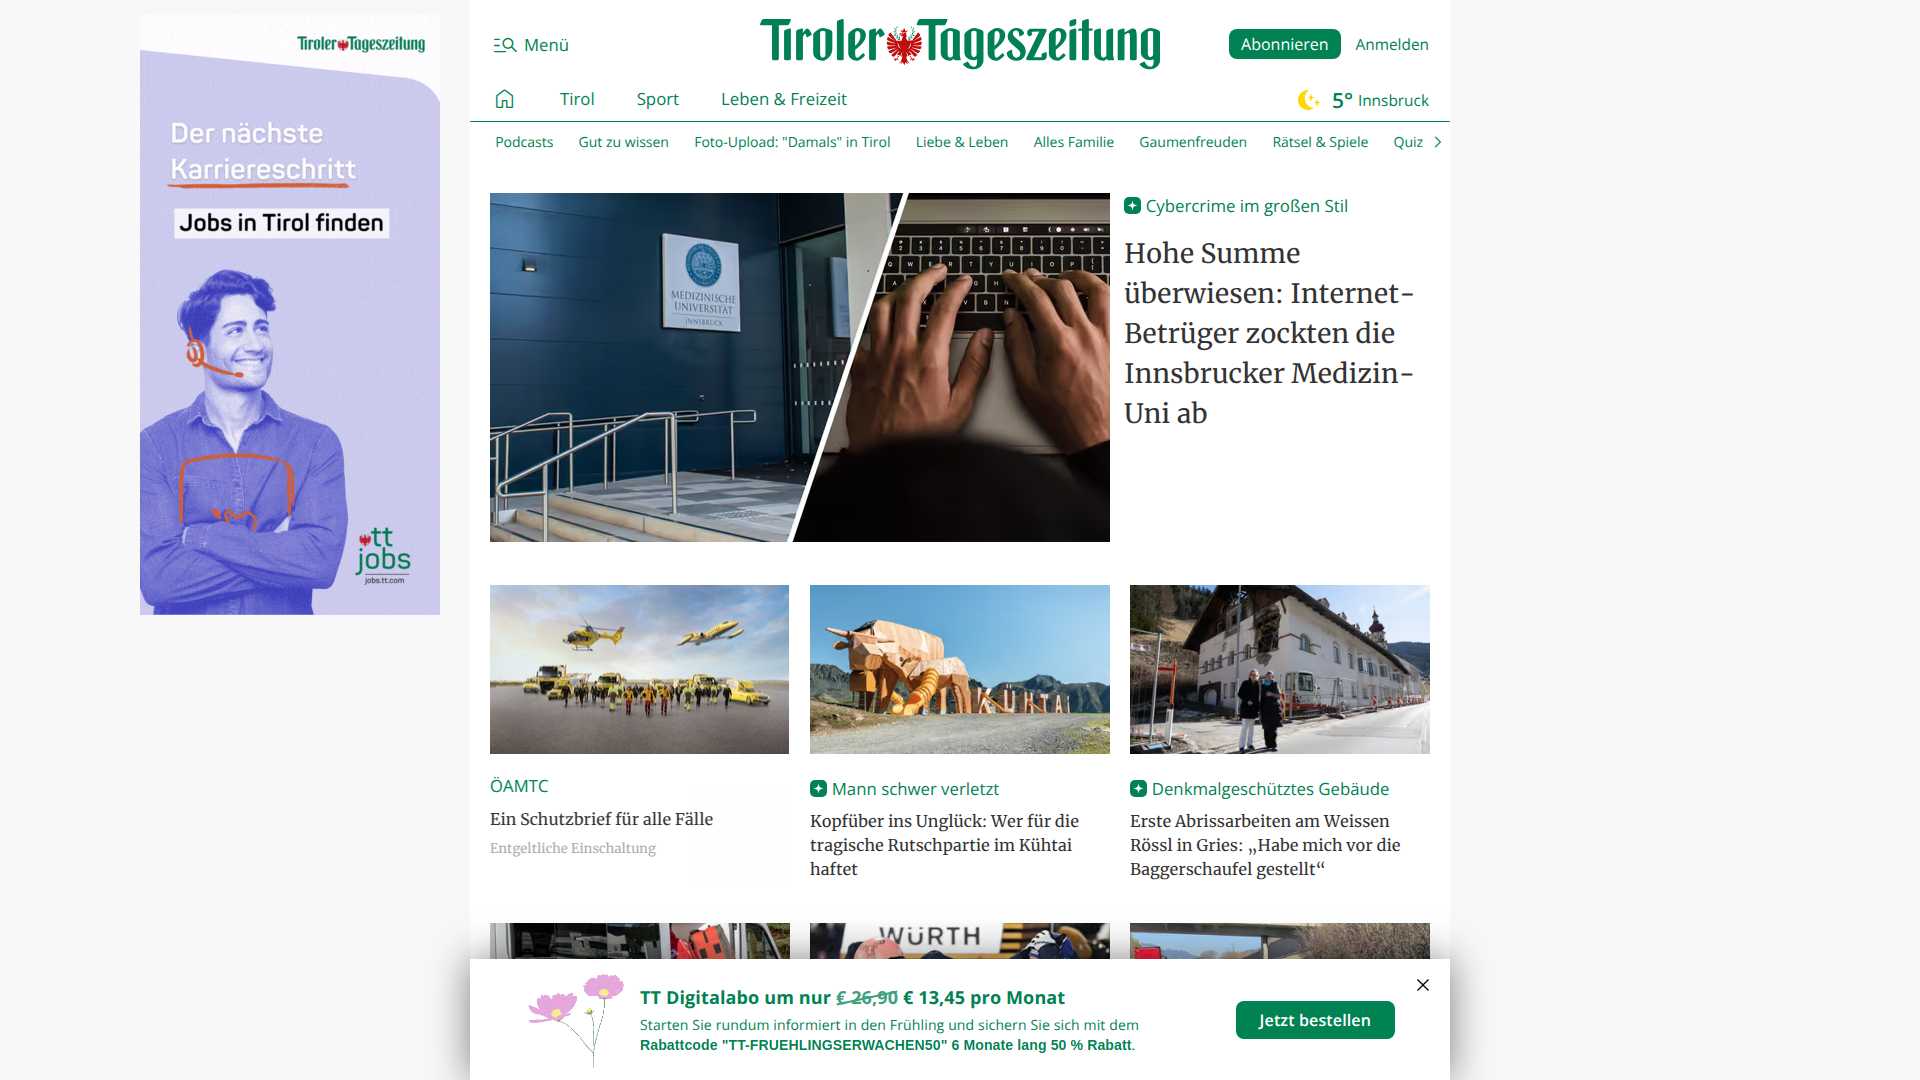 Tiroler Tageszeitung
Der nächste
Karriereschritt
Jobs in Tirol finden
tt
jobs
jobs.tt.com
Menü
Tiroler Tageszeitung
Abonnieren
Anmelden
Tirol
Sport
Leben & Freizeit
5° Innsbruck
Podcasts
Gut zu wissen
Foto-Upload: "Damals" in Tirol
Liebe & Leben
Alles Familie
Gaumenfreuden
Rätsel & Spiele
Quiz
MEDIZINISCHE
UNIVERSITÄT
INNSBRUCK
Cybercrime im großen Stil
Hohe Summe
überwiesen: Internet-
Betrüger zockten die
Innsbrucker Medizin-
Uni ab
KÜHTAI
ÖAMTC
Ein Schutzbrief für alle Fälle
Entgeltliche Einschaltung
Mann schwer verletzt
Kopfüber ins Unglück: Wer für die
tragische Rutschpartie im Kühtai
haftet
Denkmalgeschütztes Gebäude
Erste Abrissarbeiten am Weissen
Rössl in Gries: „Habe mich vor die
Baggerschaufel gestellt“
WÜRTH
TT Digitalabo um nur € 26,90 € 13,45 pro Monat
Starten Sie rundum informiert in den Frühling und sichern Sie sich mit dem
Rabattcode "TT-FRUEHLINGSERWACHEN50" 6 Monate lang 50 % Rabatt.
Jetzt bestellen